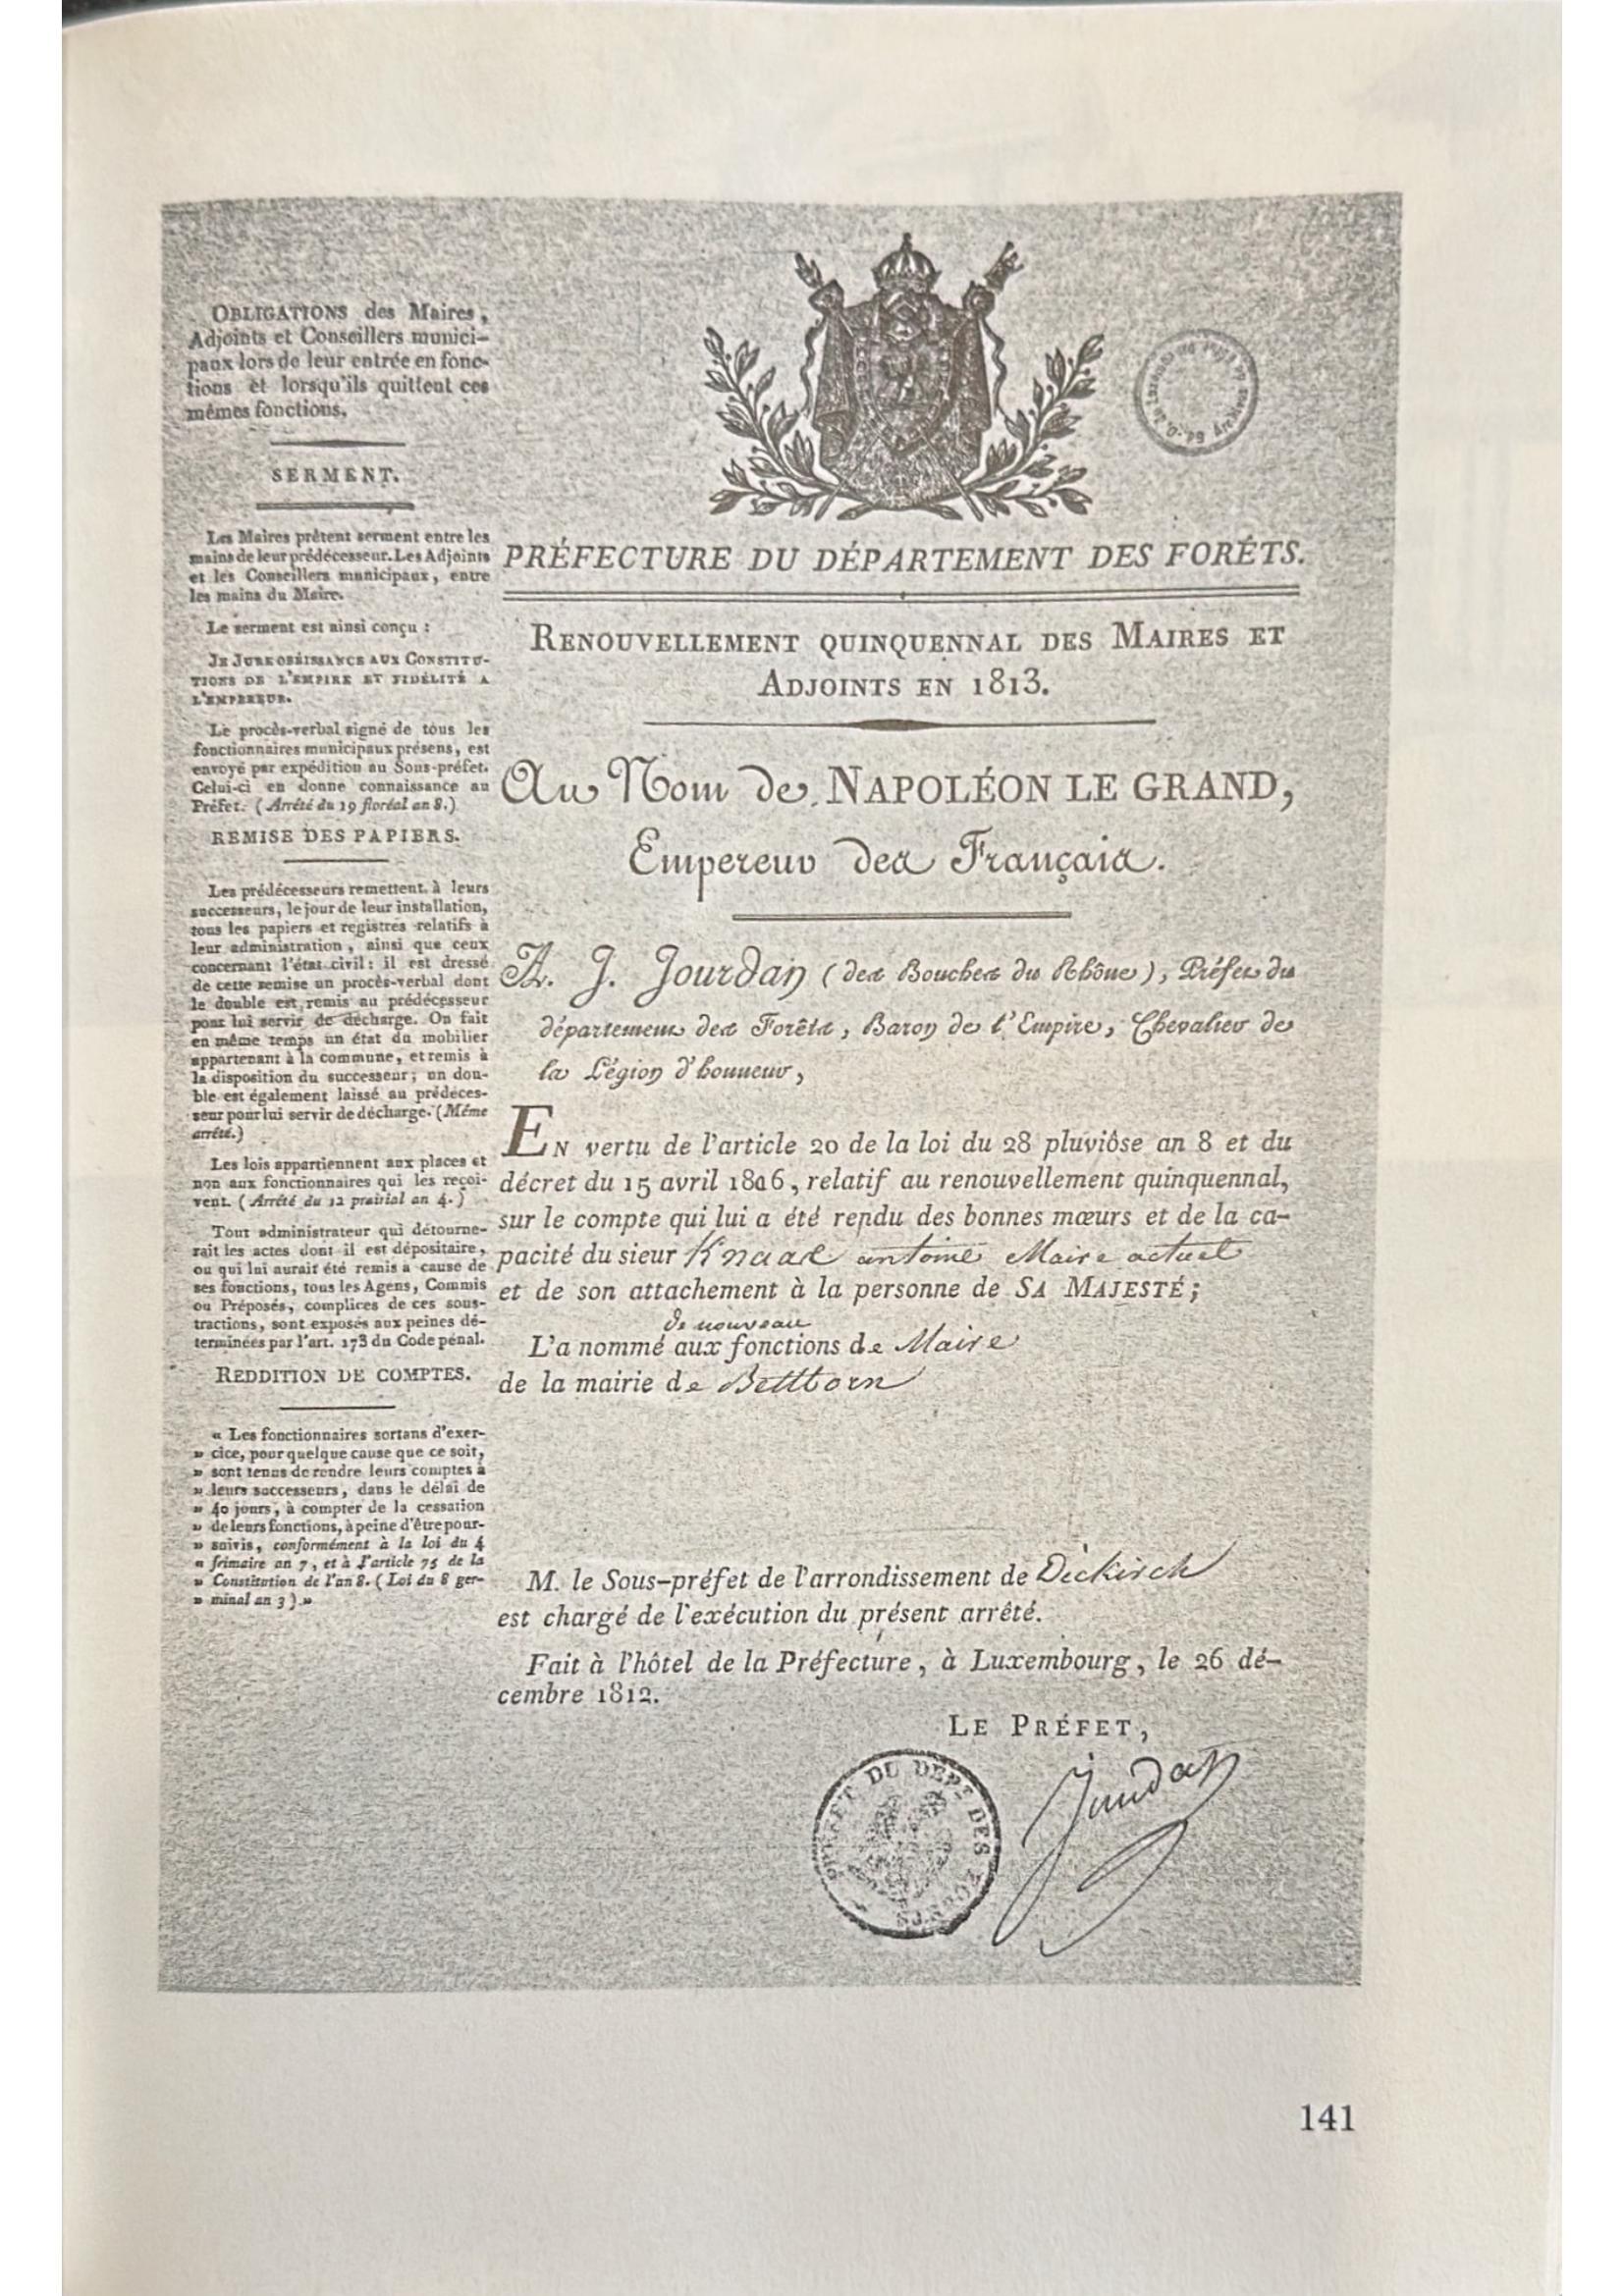 OBLIGATIONS des Maires,
Adjoints et Conseillers munici-
paux lors de leur entrée en fonc-
tions et lorsqu'ils quittent ces
mêmes fonctions.
SERMENT.
Les Maires prêtent serment entre les
mains de leur prédécesseur. Les Adjoints
et les Conseillers municipaux, entre
les mains du Maire.
Le serment est ainsi conçu :
JE JURE OBÉISSANCE AUX CONSTITU-
TIONS DE L'EMPIRE ET FIDÉLITÉ A
L'EMPEREUR.
Le procès-verbal signé de tous les
fonctionnaires municipaux présens, est
envoyé par expédition au Sous-préfet.
Celui-ci en donne connaissance au
Préfet. (Arrêté du 19 floréal an 8.)
REMISE DES PAPIERS.
Les prédécesseurs remettent à leurs
successeurs, le jour de leur installation,
tous les papiers et registres relatifs à
leur administration, ainsi que ceux
concernant l'état civil : il est dressé
de cette remise un procès-verbal dont
le double est remis au prédécesseur
pour lui servir de décharge. On fait
en même temps un état du mobilier
appartenant à la commune, et remis à
la disposition du successeur; un dou-
ble est également laissé au prédéces-
seur pour lui servir de décharge. (Même
arrêté.)
Les lois appartiennent aux places et
non aux fonctionnaires qui les reçoi-
vent. (Arrêté du 12 prairial an 4.)
Tout administrateur qui détourne-
rait les actes dont il est dépositaire,
ou qui lui aurait été remis à cause de
ses fonctions, tous les Agens, Commis
ou Préposés, complices de ces sous-
tractions, sont exposés aux peines dé-
terminées par l'art. 173 du Code pénal.
REDDITION DE COMPTES.
« Les fonctionnaires sortans d'exer-
» cice, pour quelque cause que ce soit,
» sont tenus de rendre leurs comptes à
» leurs successeurs, dans le délai de
» 40 jours, à compter de la cessation
» de leurs fonctions, à peine d'être pour-
» suivis, conformément à la loi du 4
» frimaire an 7, et à l'article 75 de la
» Constitution de l'an 8. (Loi du 8 ger-
» minal an 3).»
PRÉFECTURE DU DÉPARTEMENT DES FORÊTS.
RENOUVELLEMENT QUINQUENNAL DES MAIRES ET
ADJOINTS EN 1813.
Au Nom de NAPOLÉON LE GRAND,
Empereur des Français.
A. J. Jourdan (des Bouches du Rhône), Préfet du
département des Forêts, Baron de l'Empire, Chevalier de
la Légion d'honneur,
EN vertu de l'article 20 de la loi du 28 pluviôse an 8 et du
décret du 15 avril 1806, relatif au renouvellement quinquennal,
sur le compte qui lui a été rendu des bonnes mœurs et de la ca-
pacité du sieur Knaal antoine Maire actuel
et de son attachement à la personne de SA MAJESTÉ;
de nouveau
L'a nommé aux fonctions de Maire
de la mairie de Bettborn
M. le Sous-préfet de l'arrondissement de Diekirch
est chargé de l'exécution du présent arrêté.
Fait à l'hôtel de la Préfecture, à Luxembourg, le 26 dé-
cembre 1812.
LE PRÉFET,
PRÉFET DU DÉPT DES FORÊTS
Jourdan
141